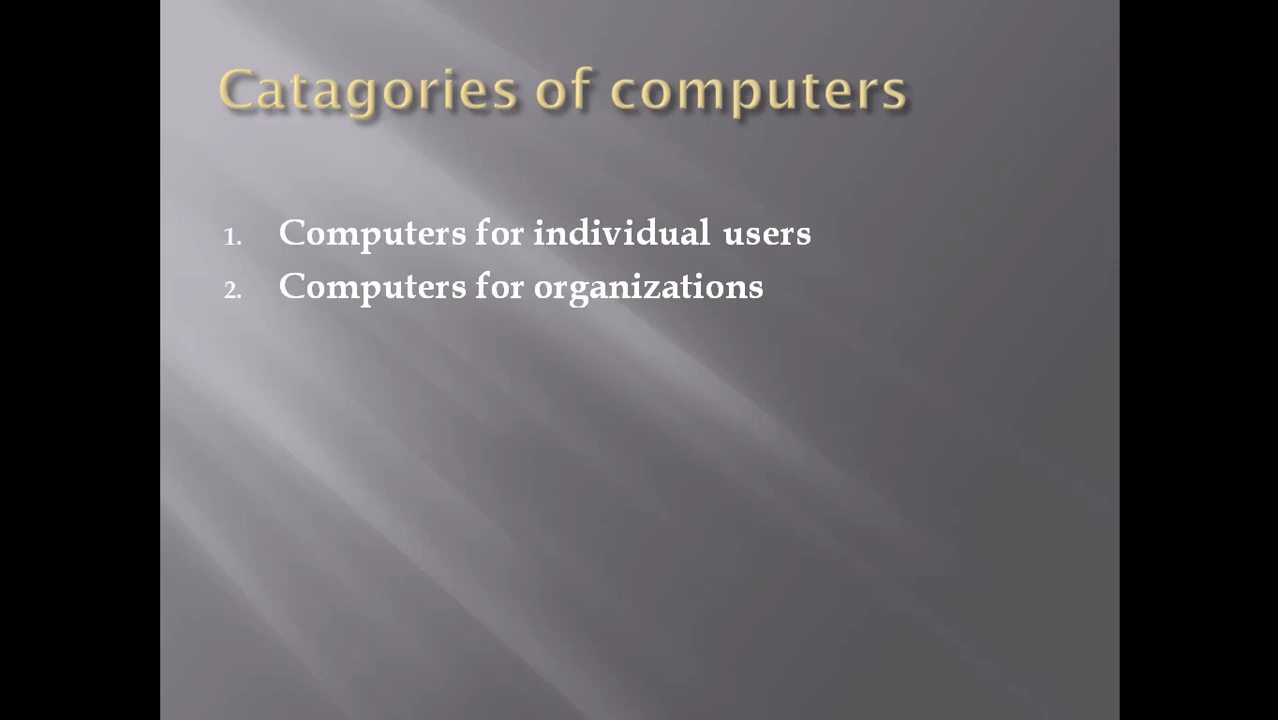 Catagories of computers
1. Computers for individual users
2. Computers for organizations